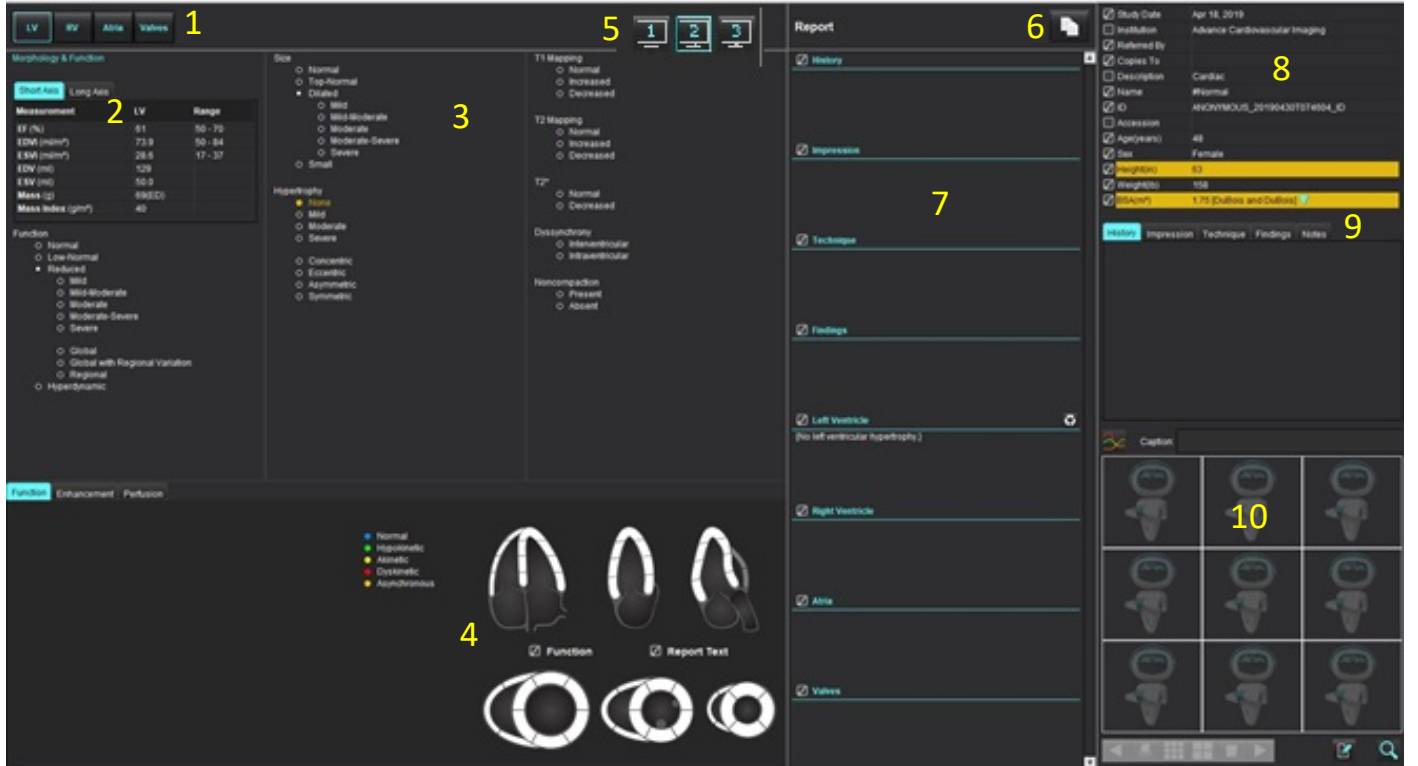 LV RV Atria Valves 1
5 1 2 3
Report 6
Morphology & Function
Short Axis Long Axis
2
Measurement LV Range
EF (%) 61 50 - 70
EDVI (ml/m²) 73.9 50 - 84
ESVI (ml/m²) 28.6 17 - 37
EDV (ml) 129
ESV (ml) 50.0
Mass (g) 69(ED)
Mass Index (g/m²) 40
Function
Normal
Low-Normal
Reduced
Mild
Mild-Moderate
Moderate
Moderate-Severe
Severe
Global
Global with Regional Variation
Regional
Hyperdynamic
Size
Normal
Top-Normal
Dilated
Mild
Mild-Moderate
Moderate
Moderate-Severe
Severe
Small
3
Hypertrophy
None
Mild
Moderate
Severe
Concentric
Eccentric
Asymmetric
Symmetric
T1 Mapping
Normal
Increased
Decreased
T2 Mapping
Normal
Increased
Decreased
T2*
Normal
Decreased
Dyssynchrony
Interventricular
Intraventricular
Noncompaction
Present
Absent
Function Enhancement Perfusion
Normal
Hypokinetic
Akinetic
Dyskinetic
Asynchronous
4
Function Report Text
History
Impression
7
Technique
Findings
Left Ventricle
(No left ventricular hypertrophy.)
Right Ventricle
Atria
Valves
Study Date Apr 18, 2019
Institution Advance Cardiovascular Imaging
Referred By
Copies To
8
Description Cardiac
Name #Normal
ID ANONYMOUS_20190430T074604_ID
Accession
Age(years) 48
Sex Female
Height(in) 63
Weight(lb) 158
BSA(m²) 1.75 [DuBois and DuBois]
History Impression Technique Findings Notes 9
Caption
10